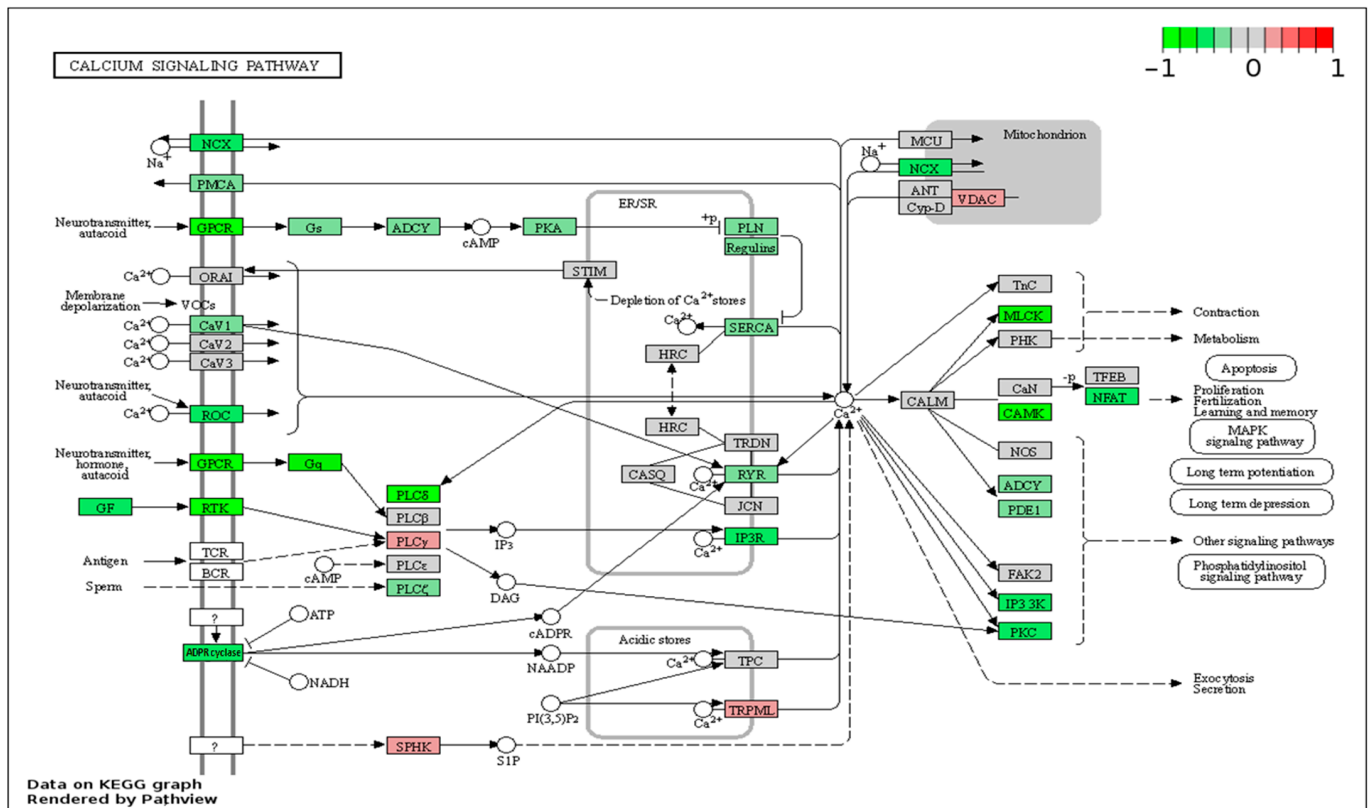 CALCIUM SIGNALING PATHWAY
-1 0 1
NCX
Na+
PMCA
Neurotransmitter,
autacoid
GPCR
Gs
ADCY
cAMP
PKA
ER/SR
+p
PLN
Regulins
MCU
Mitochondrion
Na+
NCX
ANT
Cyp-D
VDAC
Ca2+
ORAI
STIM
Depletion of Ca2+ stores
Membrane
depolarization
VOCs
Ca2+
CaV1
Ca2+
CaV2
Ca2+
CaV3
Ca2+
SERCA
HRC
Neurotransmitter,
autacoid
Ca2+
ROC
HRC
TRDN
CASQ
Ca2+
RYR
JCN
Neurotransmitter,
hormone,
autacoid
GPCR
Gq
GF
RTK
PLCδ
PLCβ
PLCγ
PLCε
PLCζ
IP3
Ca2+
IP3R
Antigen
TCR
BCR
cAMP
Sperm
DAG
?
ATP
ADPR cyclase
cADPR
NAADP
NADH
Acidic stores
Ca2+
TPC
PI(3,5)P2
Ca2+
TRPML
?
SPHK
S1P
Ca2+
CALM
TnC
MLCK
PHK
Contraction
Metabolism
CaN
-p
TFEB
NFAT
CAMK
Apoptosis
Proliferation
Fertilization
Learning and memory
MAPK
signaling pathway
NOS
ADCY
PDE1
Long term potentiation
Long term depression
Other signaling pathways
Phosphatidylinositol
signaling pathway
FAK2
IP3 3K
PKC
Exocytosis
Secretion
Data on KEGG graph
Rendered by Pathview